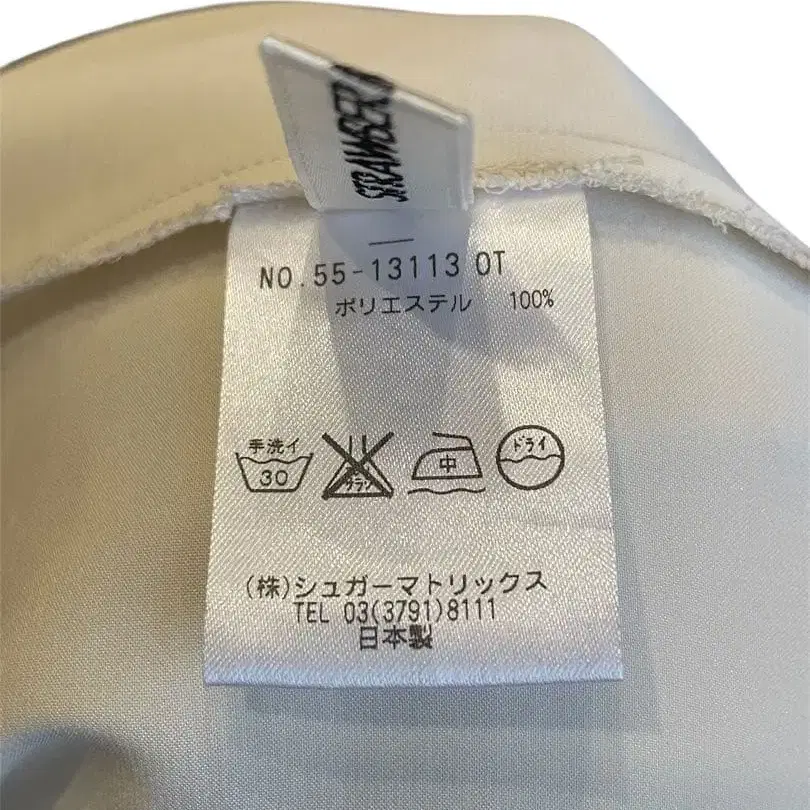 STRAWBER
NO.55-13113 OT
ポリエステル 100%
手洗イ
30
中
ドライ
(株)シュガーマトリックス
TEL 03(3791)8111
日本製